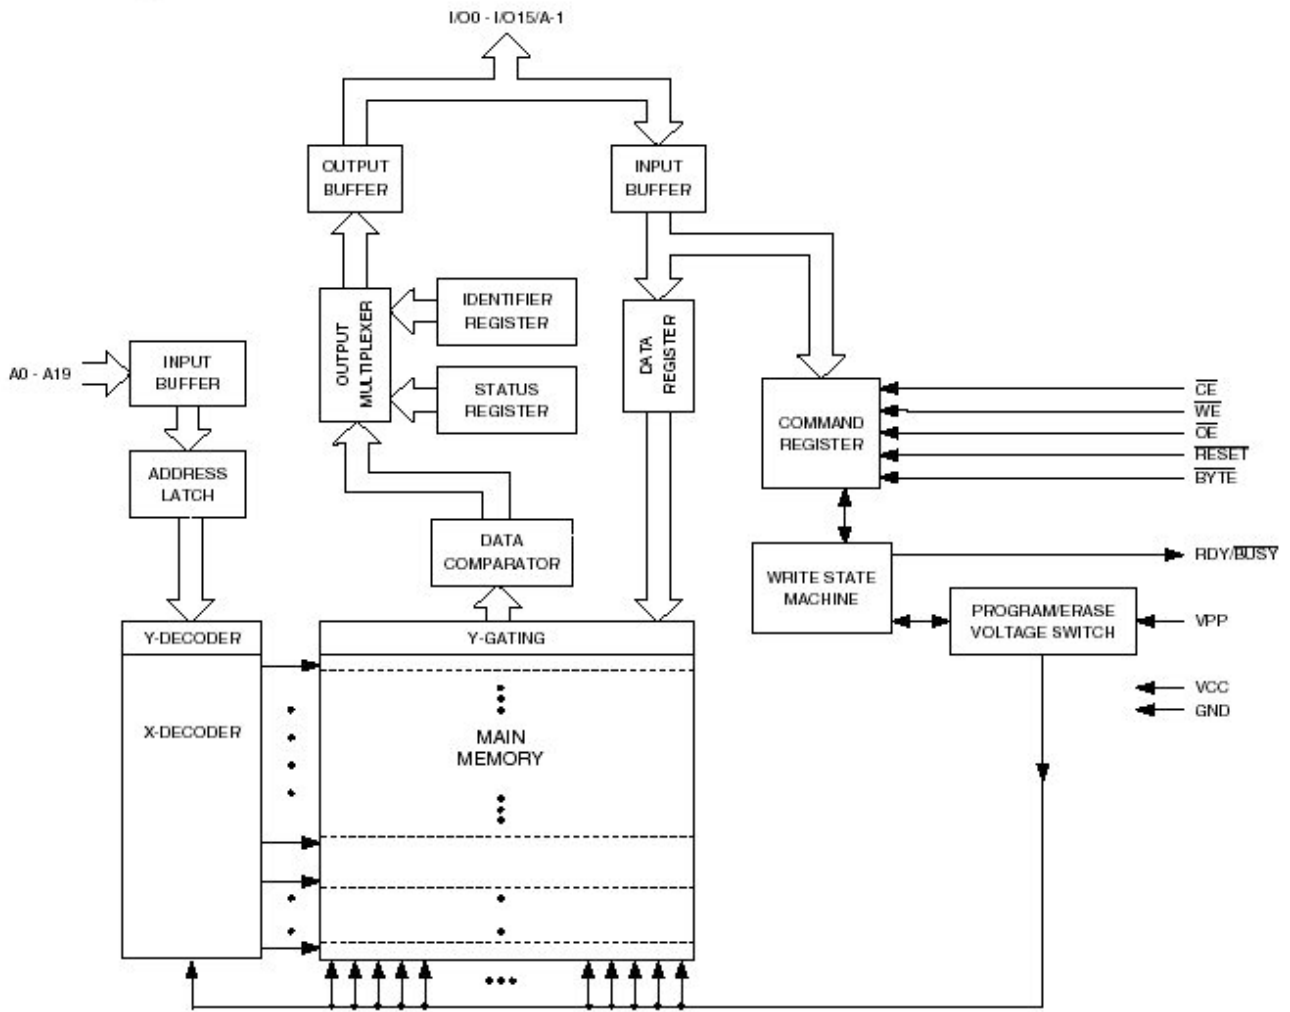 I/O0 - I/O15/A-1
OUTPUT
BUFFER
INPUT
BUFFER
IDENTIFIER
REGISTER
OUTPUT
MULTIPLEXER
DATA
REGISTER
A0 - A19
INPUT
BUFFER
STATUS
REGISTER
COMMAND
REGISTER
CE
WE
OE
RESET
BYTE
ADDRESS
LATCH
DATA
COMPARATOR
WRITE STATE
MACHINE
RDY/BUSY
PROGRAM/ERASE
VOLTAGE SWITCH
VPP
Y-DECODER
Y-GATING
VCC
GND
X-DECODER
MAIN
MEMORY